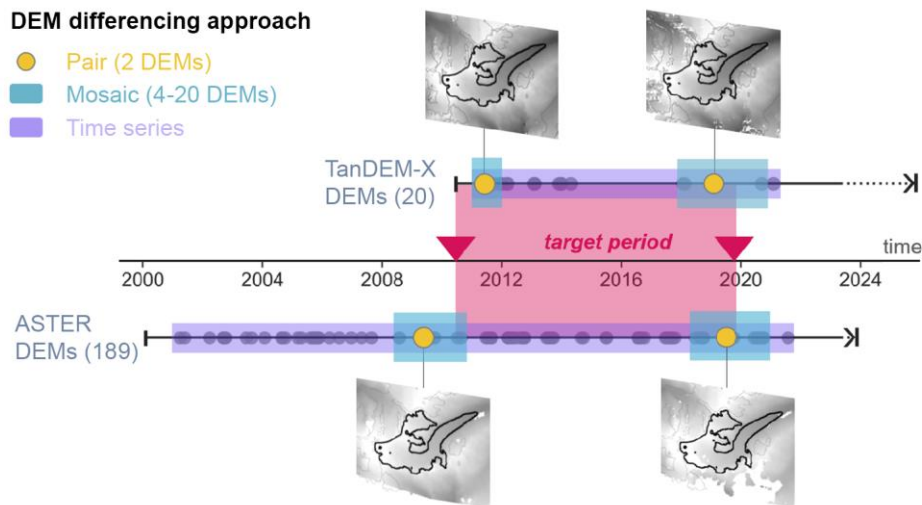 DEM differencing approach
Pair (2 DEMs)
Mosaic (4-20 DEMs)
Time series
TanDEM-X
DEMs (20)
target period
time
2000 2004 2008 2012 2016 2020 2024
ASTER
DEMs (189)